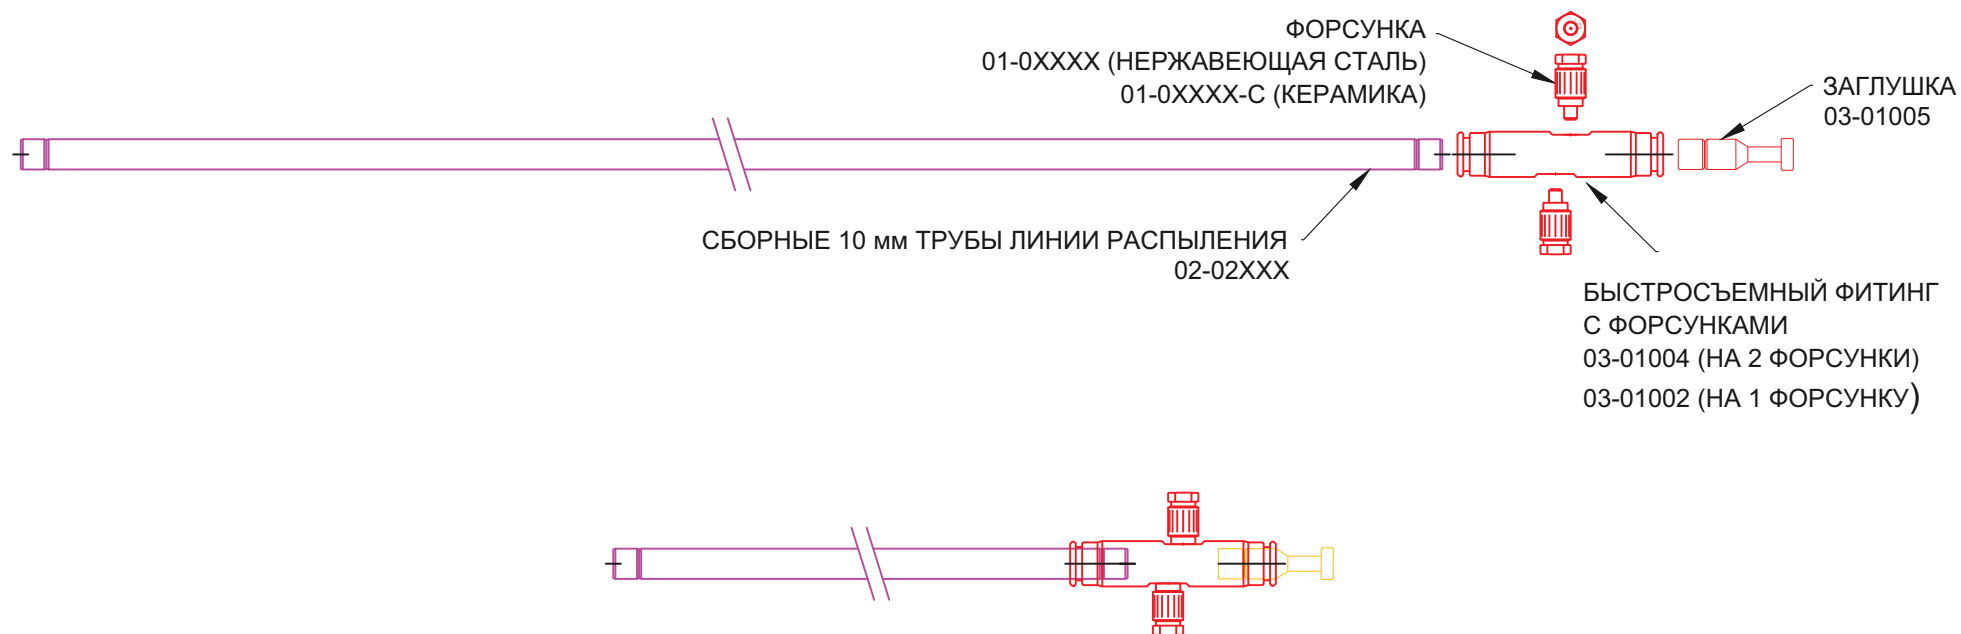 ФОРСУНКА
01-0XXXX (НЕРЖАВЕЮЩАЯ СТАЛЬ)
01-0XXXX-C (КЕРАМИКА)
ЗАГЛУШКА
03-01005
СБОРНЫЕ 10 мм ТРУБЫ ЛИНИИ РАСПЫЛЕНИЯ
02-02XXX
БЫСТРОСЪЕМНЫЙ ФИТИНГ
С ФОРСУНКАМИ
03-01004 (НА 2 ФОРСУНКИ)
03-01002 (НА 1 ФОРСУНКУ)